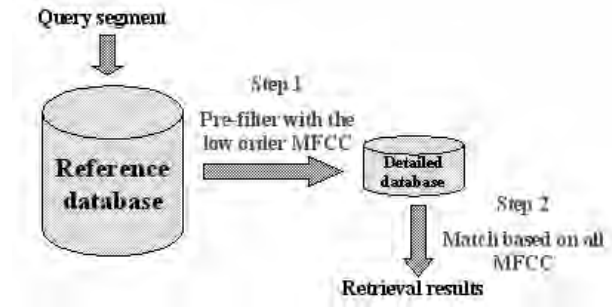 Query segment
Step 1
Pre-filter with the
low order MFCC
Reference
database
Detailed
database
Step 2
Match based on all
MFCC
Retrieval results